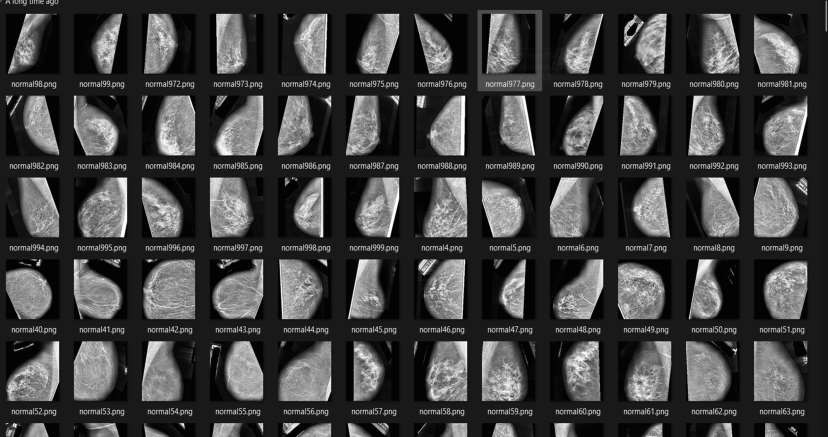 A long time ago
normal98.png normal99.png normal972.png normal973.png normal974.png normal975.png normal976.png normal977.png normal978.png normal979.png normal980.png normal981.png
normal982.png normal983.png normal984.png normal985.png normal986.png normal987.png normal988.png normal989.png normal990.png normal991.png normal992.png normal993.png
normal994.png normal995.png normal996.png normal997.png normal998.png normal999.png normal4.png normal5.png normal6.png normal7.png normal8.png normal9.png
normal40.png normal41.png normal42.png normal43.png normal44.png normal45.png normal46.png normal47.png normal48.png normal49.png normal50.png normal51.png
normal52.png normal53.png normal54.png normal55.png normal56.png normal57.png normal58.png normal59.png normal60.png normal61.png normal62.png normal63.png